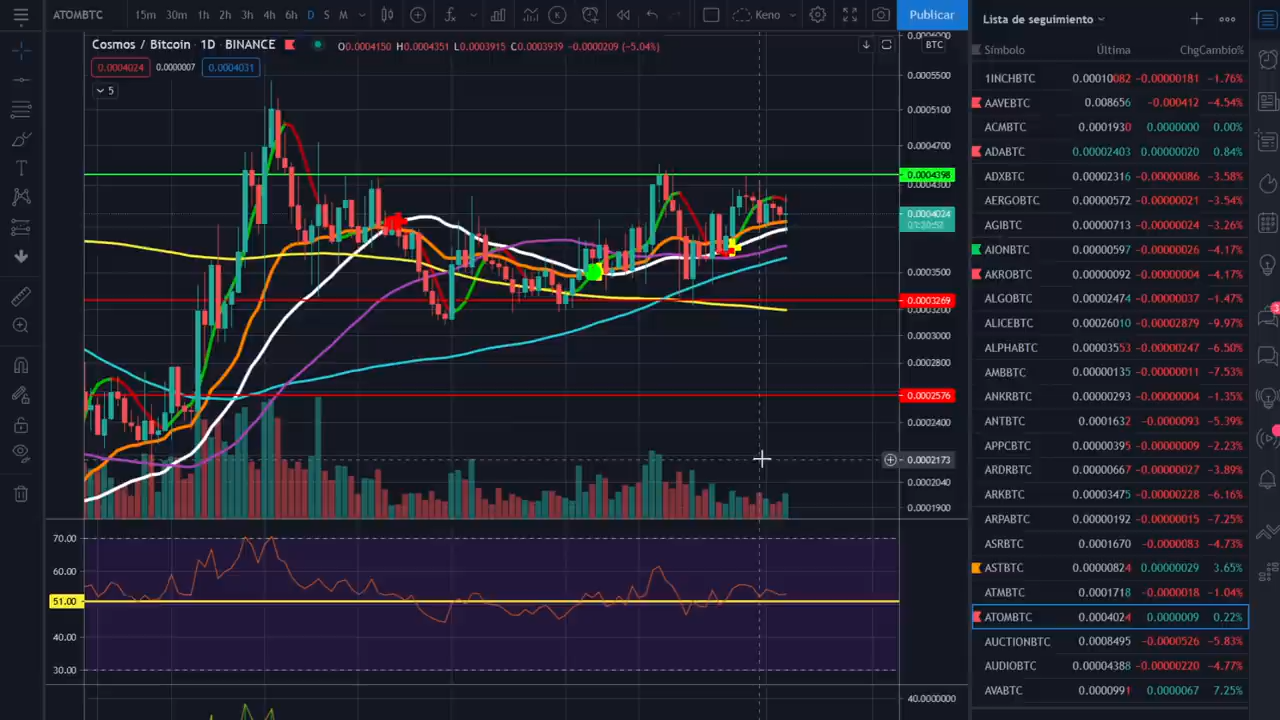 ATOMBTC 15m 30m 1h 2h 3h 4h 6h D S M Keno Publicar
Cosmos / Bitcoin · 1D · BINANCE O0.0004150 H0.0004351 L0.0003915 C0.0003939 −0.0000209 (−5.04%)
0.0004024 0.0000007 0.0004031
5
BTC
0.0005500
0.0005100
0.0004700
0.0004398
0.0004300
0.0004024
0.0003500
0.0003269
0.0003200
0.0003000
0.0002800
0.0002576
0.0002400
0.0002173
0.0002040
0.0001900
70.00
60.00
51.00
40.00
30.00
40.0000000
Lista de seguimiento
Símbolo Última Chg Cambio%
1INCHBTC 0.00010082 −0.00000181 −1.76%
AAVEBTC 0.008656 −0.000412 −4.54%
ACMBTC 0.0001930 0.0000000 0.00%
ADABTC 0.00002403 0.00000020 0.84%
ADXBTC 0.00002316 −0.00000086 −3.58%
AERGOBTC 0.00000572 −0.00000021 −3.54%
AGIBTC 0.00000714 −0.00000024 −3.26%
AIONBTC 0.00000597 −0.00000026 −4.17%
AKROBTC 0.00000092 −0.00000004 −4.17%
ALGOBTC 0.00002474 −0.00000037 −1.47%
ALICEBTC 0.00026010 −0.00002879 −9.97%
ALPHABTC 0.00003553 −0.00000247 −6.50%
AMBBTC 0.00000135 −0.00000011 −7.53%
ANKRBTC 0.00000293 −0.00000004 −1.35%
ANTBTC 0.0001632 −0.0000093 −5.39%
APPCBTC 0.00000395 −0.00000009 −2.23%
ARDRBTC 0.00000667 −0.00000027 −3.89%
ARKBTC 0.00003475 −0.00000228 −6.16%
ARPABTC 0.00000192 −0.00000015 −7.25%
ASRBTC 0.0001670 −0.0000083 −4.73%
ASTBTC 0.00000824 0.00000029 3.65%
ATMBTC 0.0001718 −0.0000018 −1.04%
ATOMBTC 0.0004024 0.0000009 0.22%
AUCTIONBTC 0.0008495 −0.0000526 −5.83%
AUDIOBTC 0.00004388 −0.00000220 −4.77%
AVABTC 0.0000991 0.0000067 7.25%